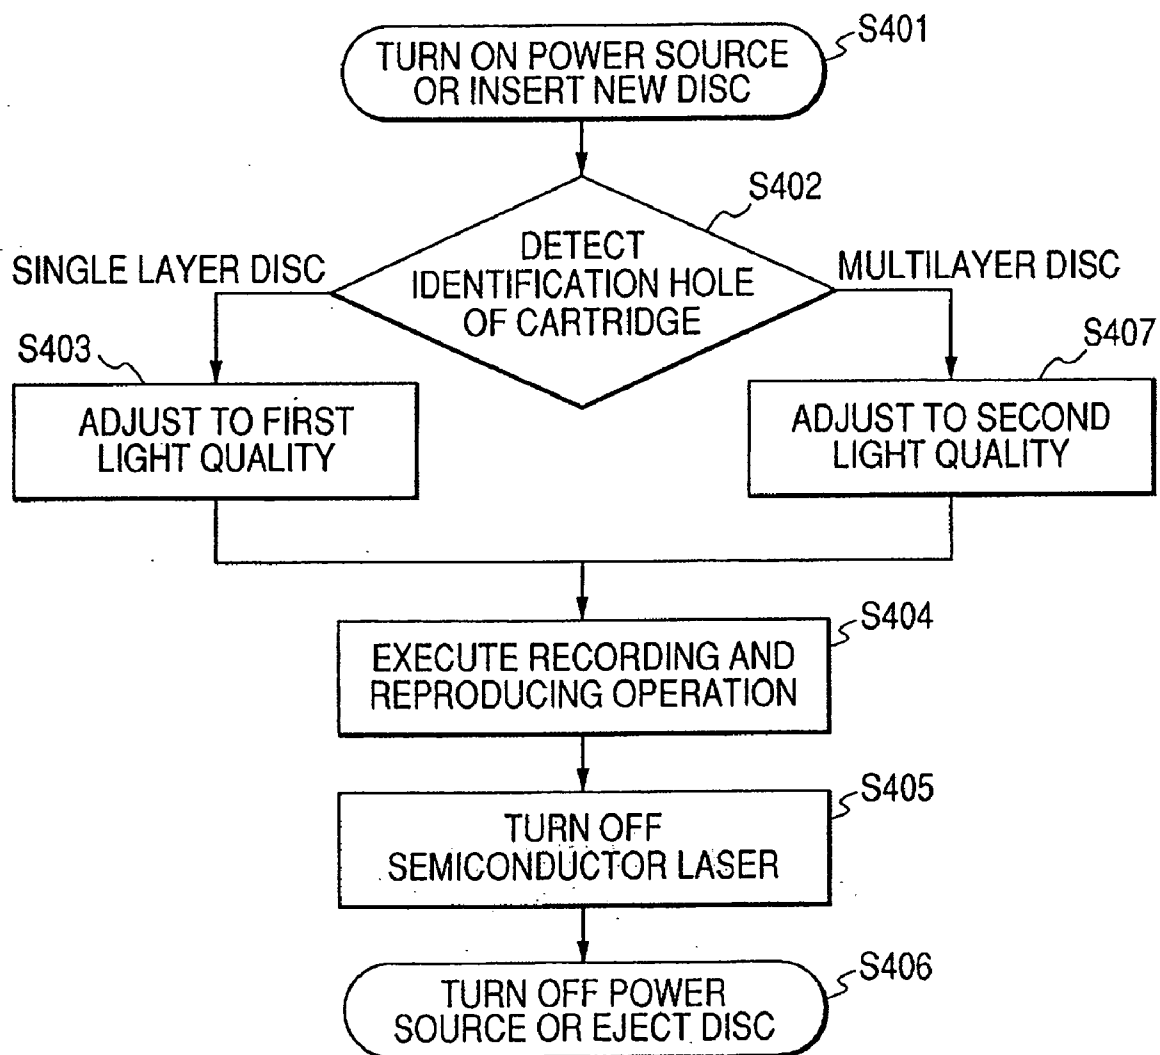 S401
TURN ON POWER SOURCE
OR INSERT NEW DISC
S402
DETECT
IDENTIFICATION HOLE
OF CARTRIDGE
SINGLE LAYER DISC
MULTILAYER DISC
S403
ADJUST TO FIRST
LIGHT QUALITY
S407
ADJUST TO SECOND
LIGHT QUALITY
S404
EXECUTE RECORDING AND
REPRODUCING OPERATION
S405
TURN OFF
SEMICONDUCTOR LASER
S406
TURN OFF POWER
SOURCE OR EJECT DISC